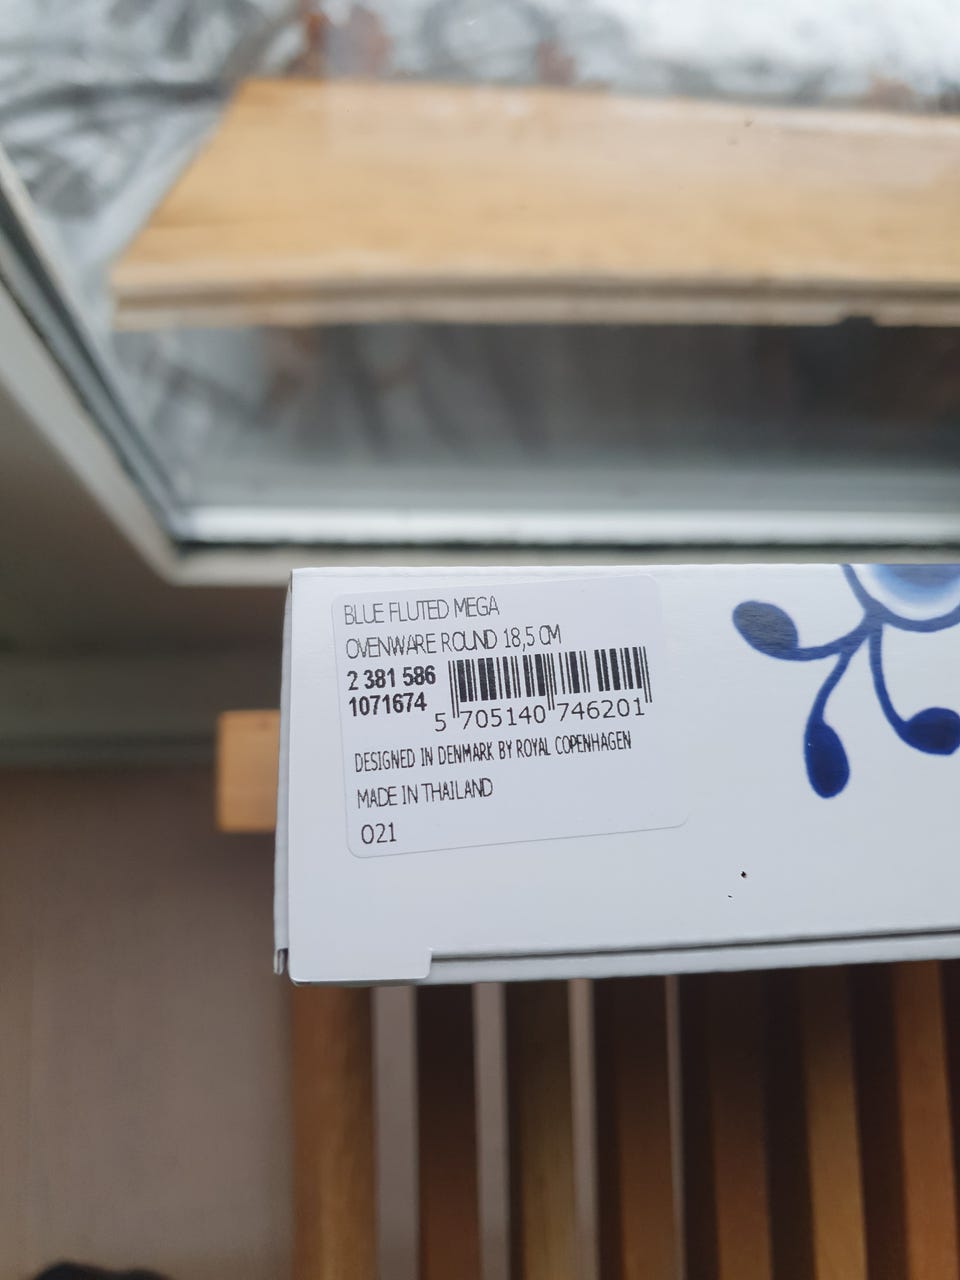 BLUE FLUTED MEGA
OVENWARE ROUND 18,5 CM
2 381 586
1071674
5 705140 746201
DESIGNED IN DENMARK BY ROYAL COPENHAGEN
MADE IN THAILAND
021